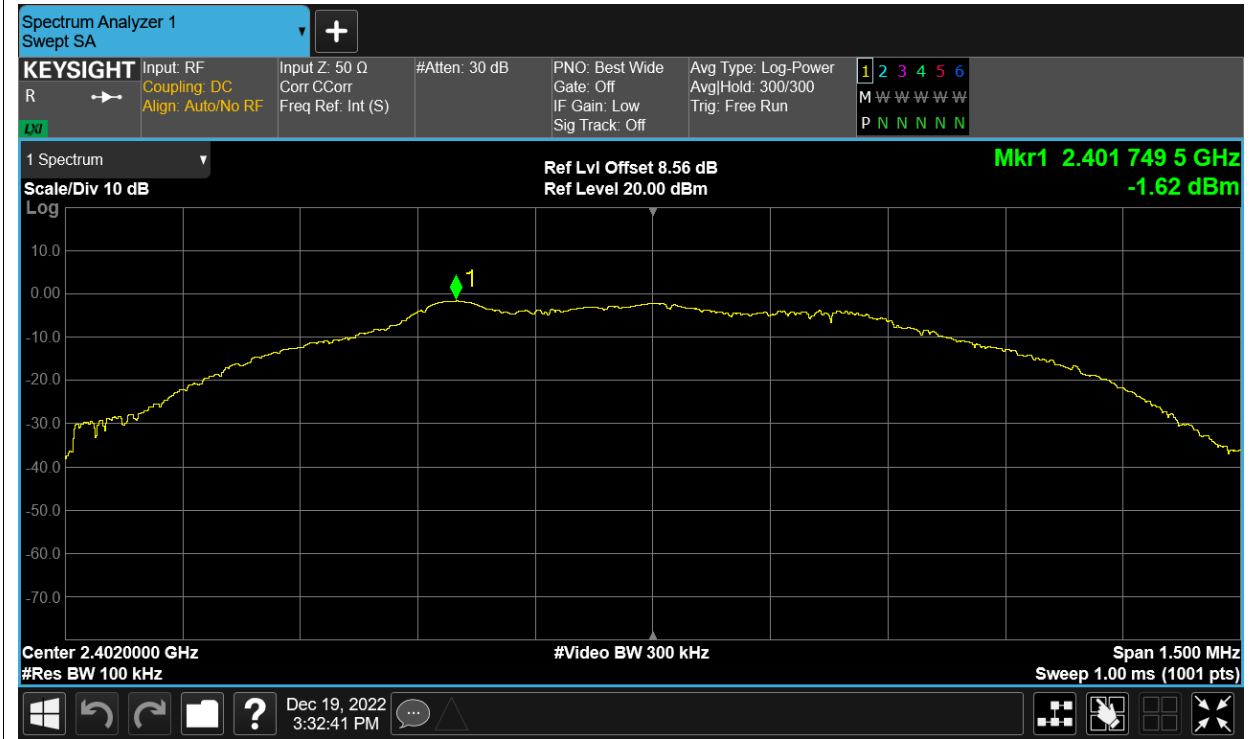 Spectrum Analyzer 1
Swept SA
+
KEYSIGHT
R
LXI
Input: RF
Coupling: DC
Align: Auto/No RF
Input Z: 50 Ω
Corr CCorr
Freq Ref: Int (S)
#Atten: 30 dB
PNO: Best Wide
Gate: Off
IF Gain: Low
Sig Track: Off
Avg Type: Log-Power
Avg|Hold: 300/300
Trig: Free Run
1 2 3 4 5 6
M W W W W W W
P N N N N N N
1 Spectrum
Scale/Div 10 dB
Log
Ref Lvl Offset 8.56 dB
Ref Level 20.00 dBm
Mkr1 2.401 749 5 GHz
-1.62 dBm
10.0
0.00
-10.0
-20.0
-30.0
-40.0
-50.0
-60.0
-70.0
1
Center 2.4020000 GHz
#Res BW 100 kHz
#Video BW 300 kHz
Span 1.500 MHz
Sweep 1.00 ms (1001 pts)
?
Dec 19, 2022
3:32:41 PM